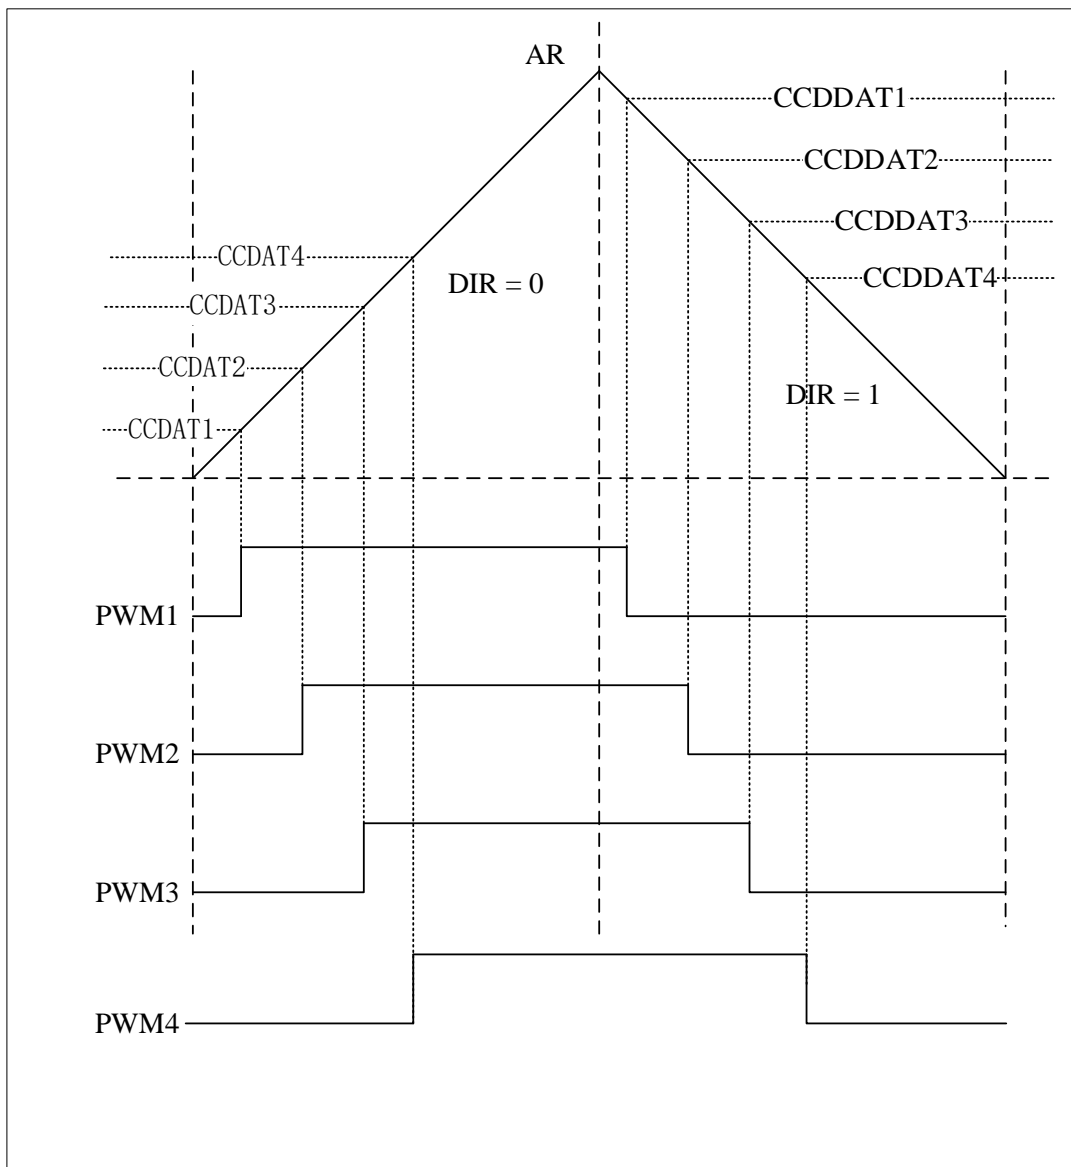 AR
CCDDAT1
CCDDAT2
CCDDAT3
CCDAT4
CCDDAT4
DIR = 0
CCDAT3
CCDAT2
DIR = 1
CCDAT1
PWM1
PWM2
PWM3
PWM4